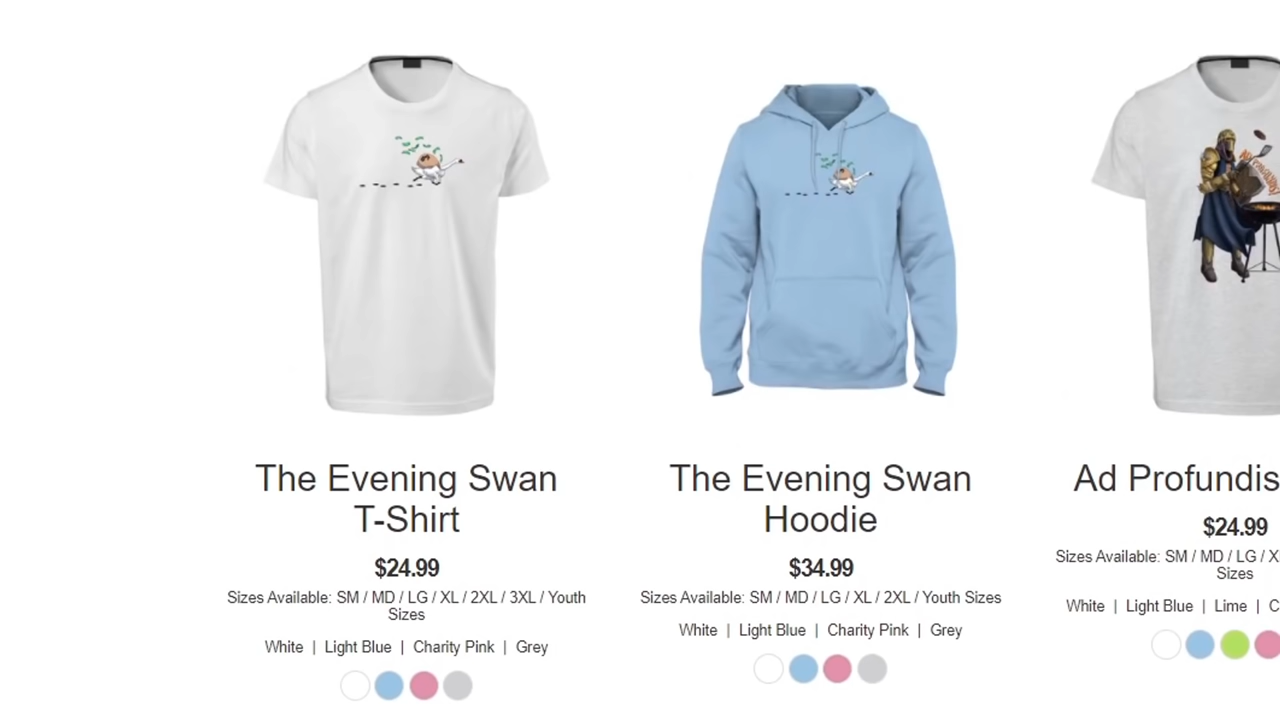 The Evening Swan
T-Shirt
$24.99
Sizes Available: SM / MD / LG / XL / 2XL / 3XL / Youth
Sizes
White | Light Blue | Charity Pink | Grey
The Evening Swan
Hoodie
$34.99
Sizes Available: SM / MD / LG / XL / 2XL / Youth Sizes
White | Light Blue | Charity Pink | Grey
Ad Profundis
$24.99
Sizes Available: SM / MD / LG / X
Sizes
White | Light Blue | Lime | C